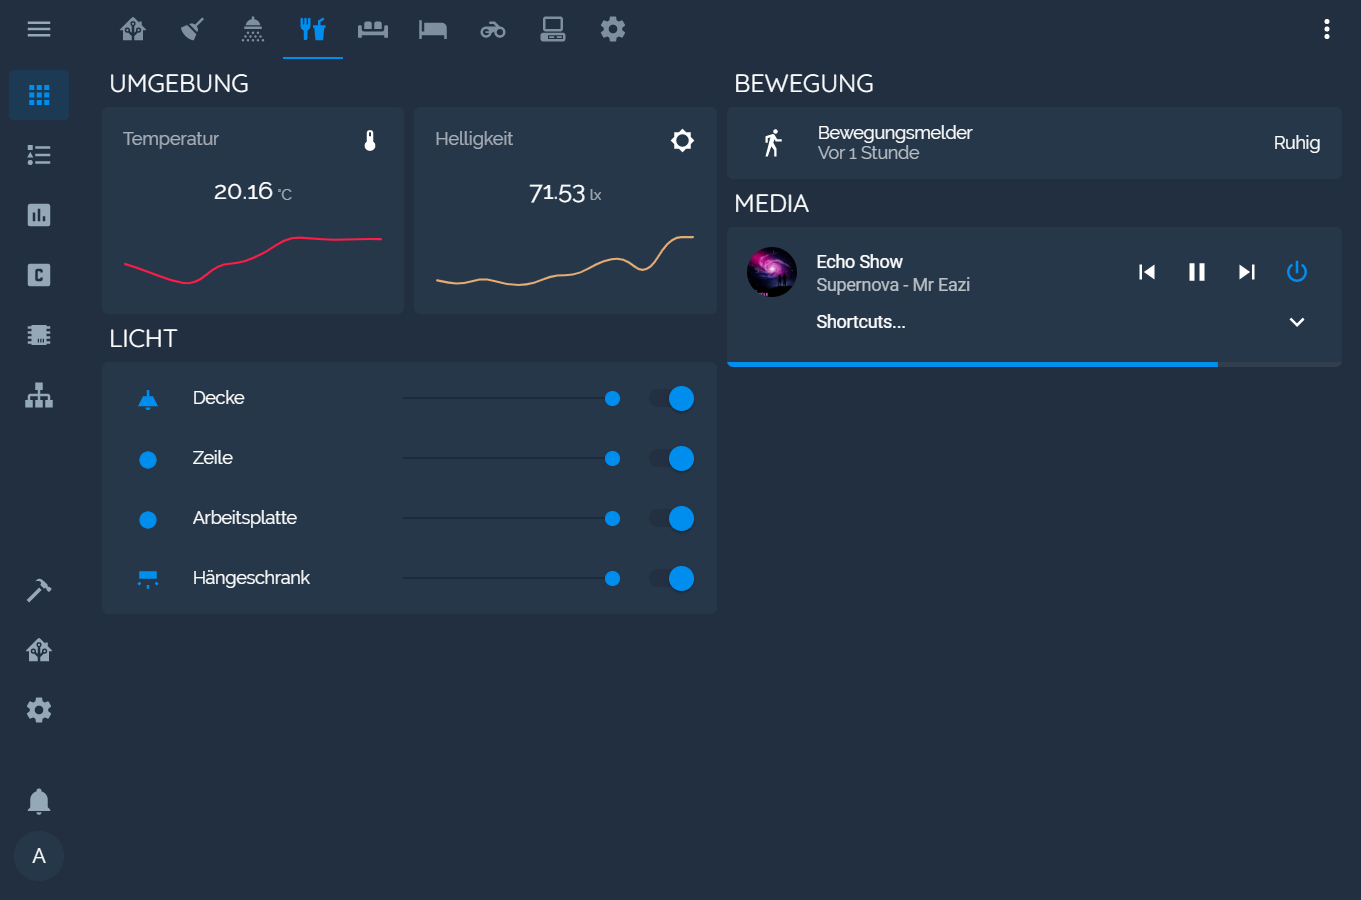 UMGEBUNG
Temperatur
20.16 °C
Helligkeit
71.53 lx
LICHT
Decke
Zeile
Arbeitsplatte
Hängeschrank
BEWEGUNG
Bewegungsmelder
Vor 1 Stunde
Ruhig
MEDIA
Echo Show
Supernova - Mr Eazi
Shortcuts...
C
A